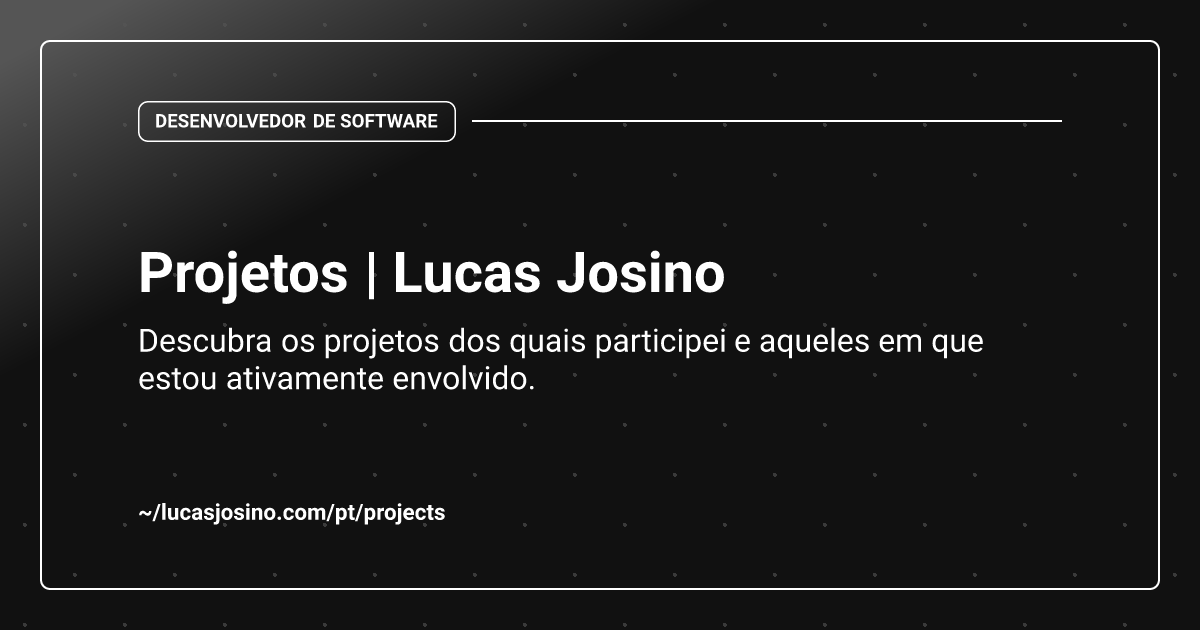 DESENVOLVEDOR DE SOFTWARE
Projetos | Lucas Josino
Descubra os projetos dos quais participei e aqueles em que
estou ativamente envolvido.
~/lucasjosino.com/pt/projects